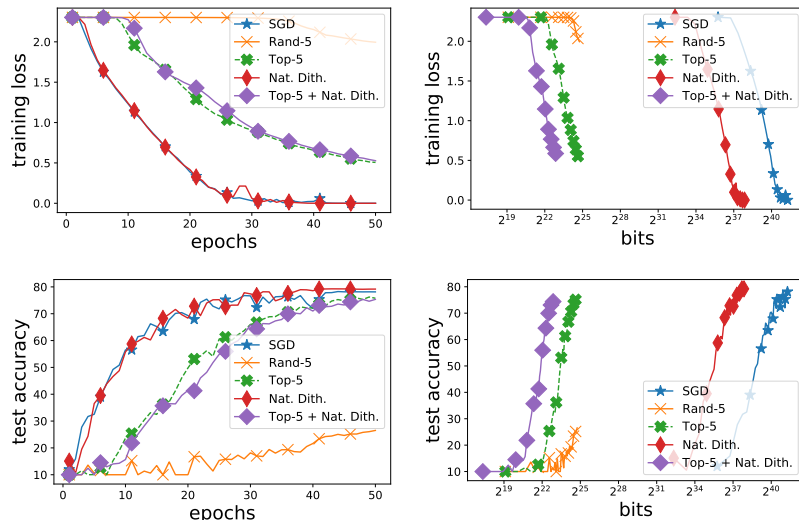 training loss
2.0
1.5
1.0
0.5
0.0
0
10
20
30
40
50
epochs
SGD
Rand-5
Top-5
Nat. Dith.
Top-5 + Nat. Dith.
training loss
2.0
1.5
1.0
0.5
0.0
2^19
2^22
2^25
2^28
2^31
2^34
2^37
2^40
bits
SGD
Rand-5
Top-5
Nat. Dith.
Top-5 + Nat. Dith.
test accuracy
80
70
60
50
40
30
20
10
0
10
20
30
40
50
epochs
SGD
Rand-5
Top-5
Nat. Dith.
Top-5 + Nat. Dith.
test accuracy
80
70
60
50
40
30
20
10
2^19
2^22
2^25
2^28
2^31
2^34
2^37
2^40
bits
SGD
Rand-5
Top-5
Nat. Dith.
Top-5 + Nat. Dith.